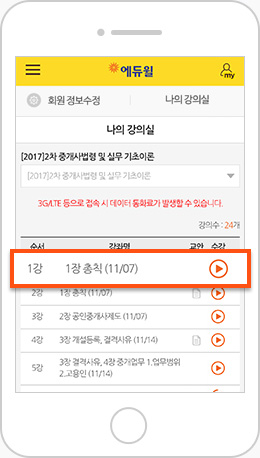 에듀윌
my
회원 정보수정
나의 강의실
나의 강의실
[2017]2차 중개사법령 및 실무 기초이론
[2017]2차 중개사법령 및 실무 기초이론
3G/LTE 등으로 접속 시 데이터 통화료가 발생할 수 있습니다.
강의수 : 24개
순서 강좌명 교안 수강
1강 1장 총칙 (11/07)
2강 1장 총칙 (11/07)
3강 2장 공인중개사제도 (11/07)
4강 3장 개설등록, 결격사유 (11/14)
5강 3장 결격사유, 4장 중개업무 1.업무범위
2.고용인 (11/14)